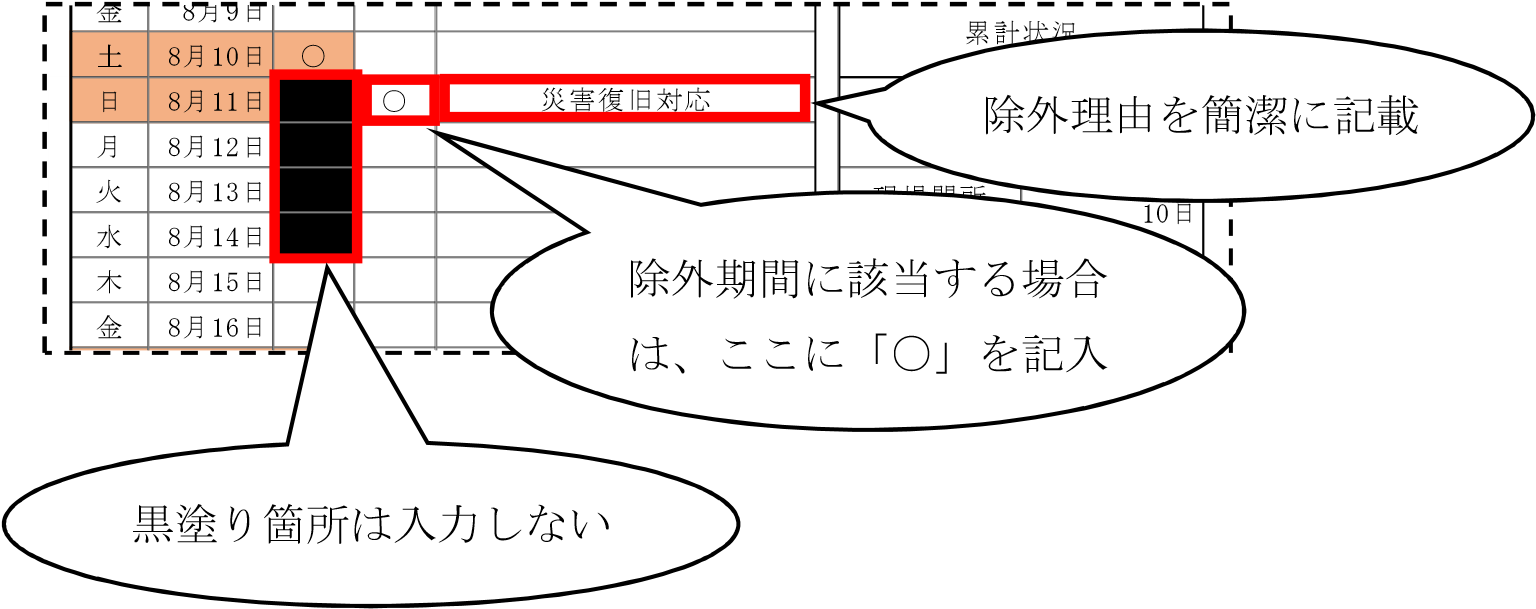 金 8月9日
累計状況
土 8月10日 ○
日 8月11日 ○ 災害復旧対応
除外理由を簡潔に記載
月 8月12日
火 8月13日
10日
水 8月14日
木 8月15日
金 8月16日
除外期間に該当する場合
は、ここに「○」を記入
黒塗り箇所は入力しない